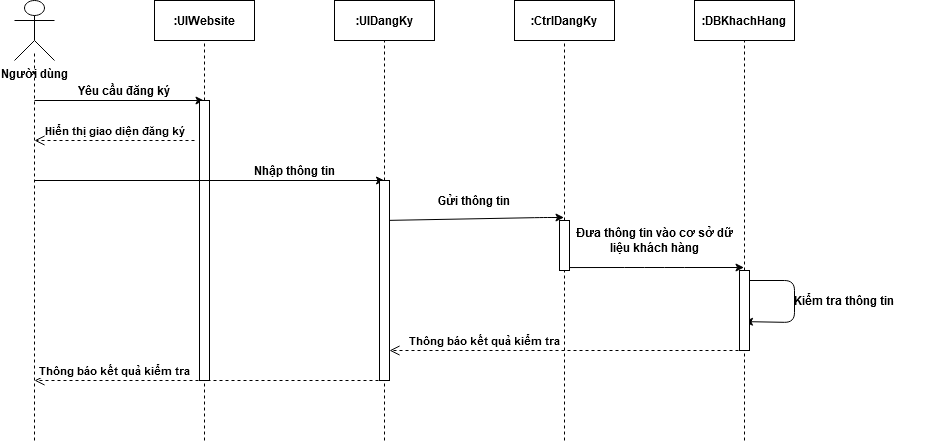 :UIWebsite
:UIDangKy
:CtrlDangKy
:DBKhachHang
Người dùng
Yêu cầu đăng ký
Hiển thị giao diện đăng ký
Nhập thông tin
Gửi thông tin
Đưa thông tin vào cơ sở dữ
liệu khách hàng
Kiểm tra thông tin
Thông báo kết quả kiểm tra
Thông báo kết quả kiểm tra